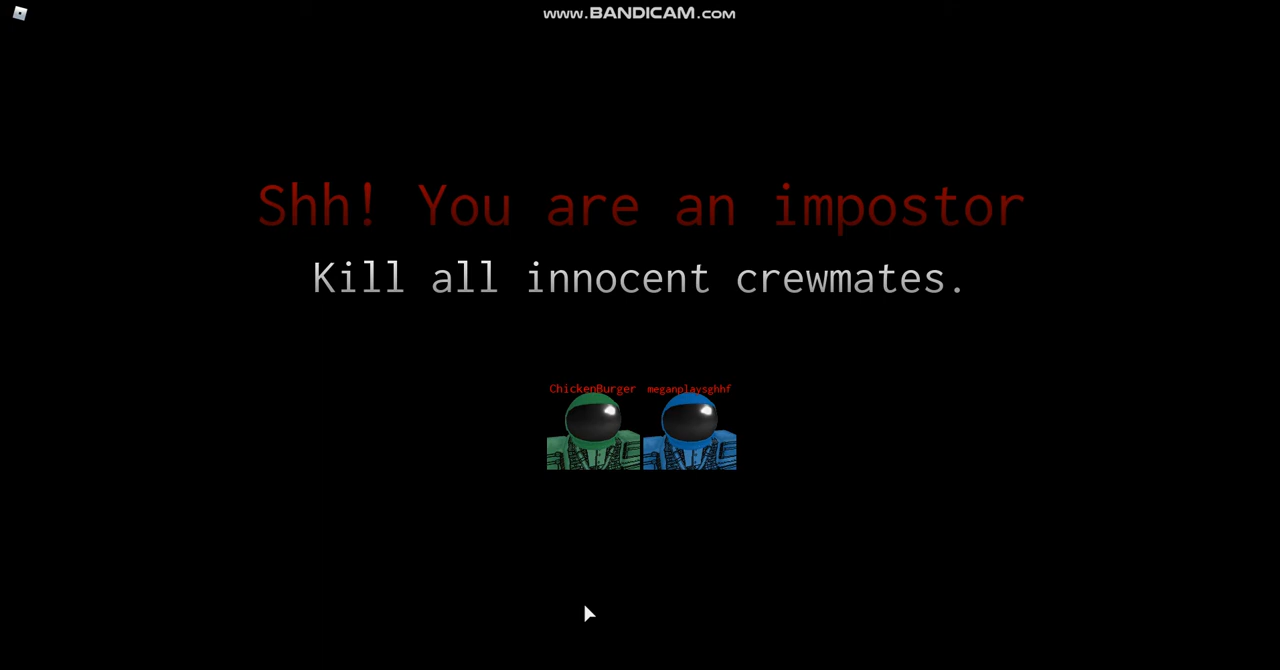 www.BANDICAM.com
Shh! You are an impostor
Kill all innocent crewmates.
ChickenBurger meganplaysghhf